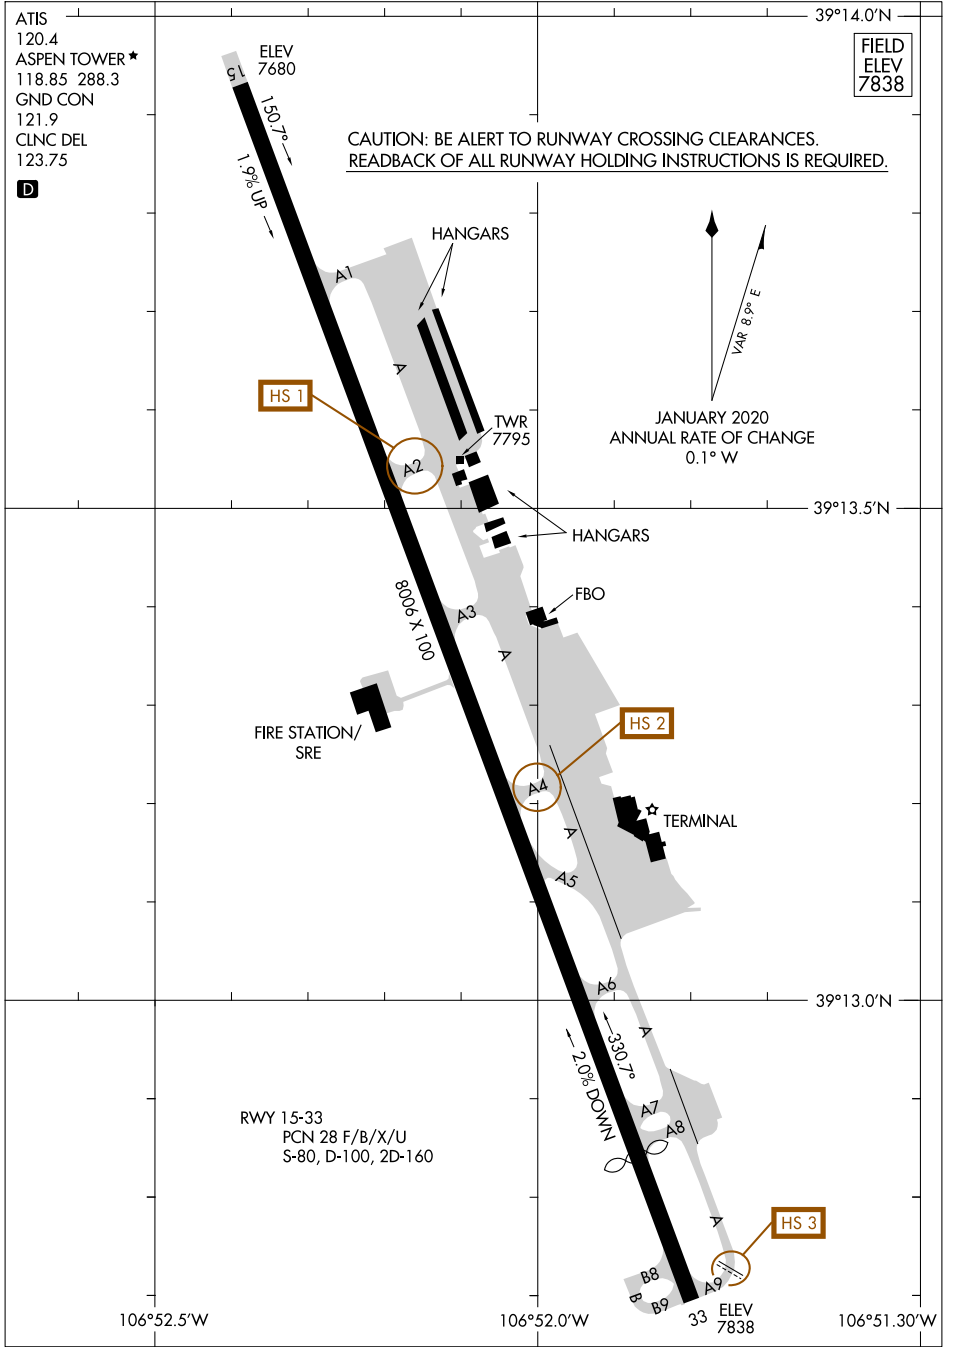 ATIS
120.4
ASPEN TOWER ★
118.85 288.3
GND CON
121.9
CLNC DEL
123.75
D
39°14.0'N
FIELD
ELEV
7838
ELEV
7680
15
150.7°
1.9% UP
CAUTION: BE ALERT TO RUNWAY CROSSING CLEARANCES.
READBACK OF ALL RUNWAY HOLDING INSTRUCTIONS IS REQUIRED.
HANGARS
A1
VAR 8.9° E
A
HS 1
JANUARY 2020
ANNUAL RATE OF CHANGE
0.1° W
TWR
7795
A2
39°13.5'N
HANGARS
8006 X 100
FBO
A3
A
FIRE STATION/
SRE
HS 2
A4
TERMINAL
A
A5
A6
39°13.0'N
A
330.7°
2.0% DOWN
A7
A8
RWY 15-33
PCN 28 F/B/X/U
S-80, D-100, 2D-160
A
HS 3
B8
A9
B
B9
33
ELEV
7838
106°52.5'W
106°52.0'W
106°51.30'W